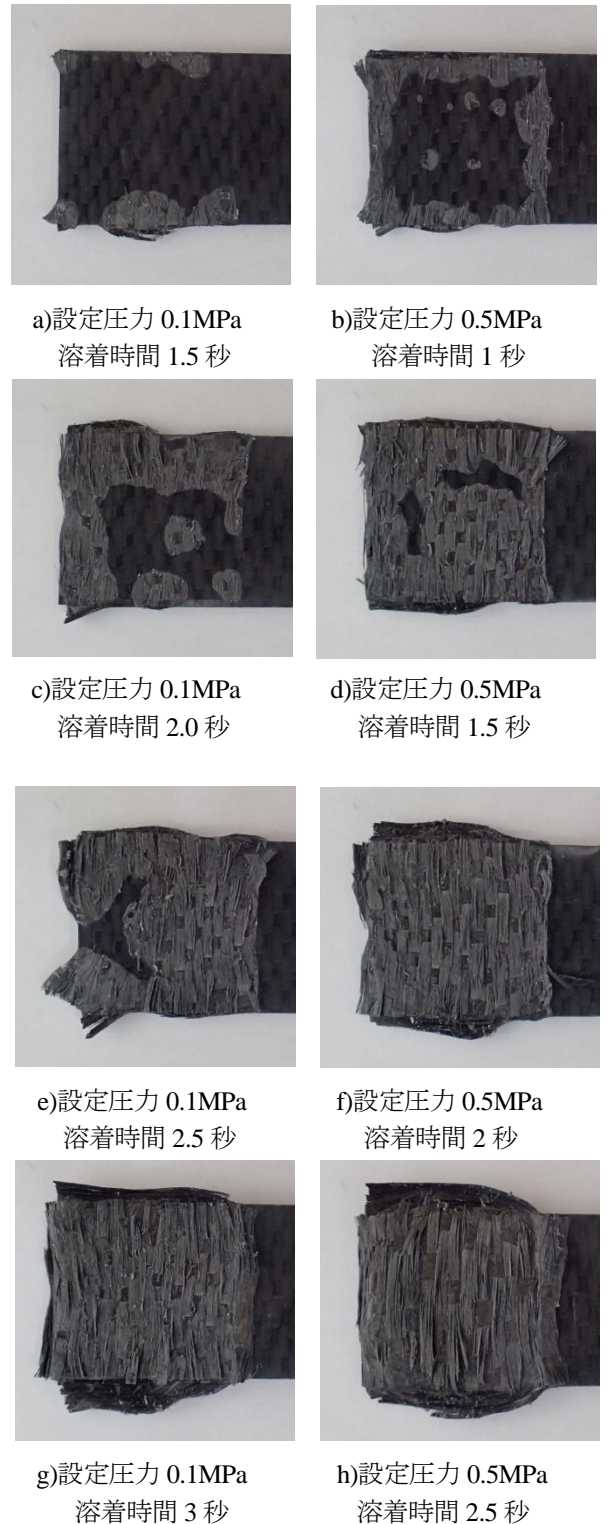 a)設定圧力 0.1MPa
溶着時間 1.5 秒
b)設定圧力 0.5MPa
溶着時間 1 秒
c)設定圧力 0.1MPa
溶着時間 2.0 秒
d)設定圧力 0.5MPa
溶着時間 1.5 秒
e)設定圧力 0.1MPa
溶着時間 2.5 秒
f)設定圧力 0.5MPa
溶着時間 2 秒
g)設定圧力 0.1MPa
溶着時間 3 秒
h)設定圧力 0.5MPa
溶着時間 2.5 秒